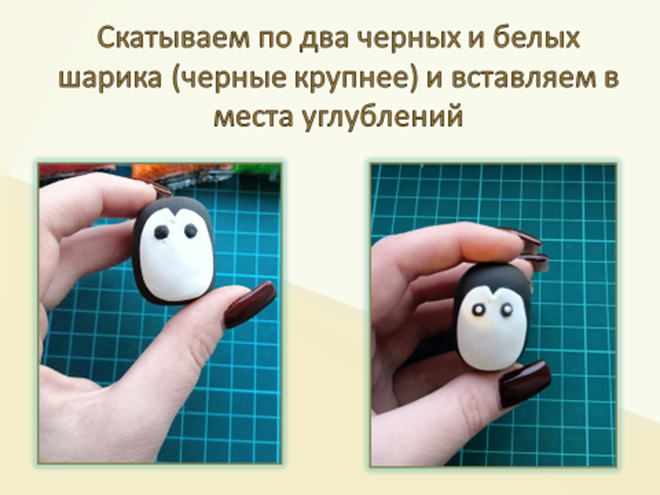 Скатываем по два черных и белых
шарика (черные крупнее) и вставляем в
места углублений